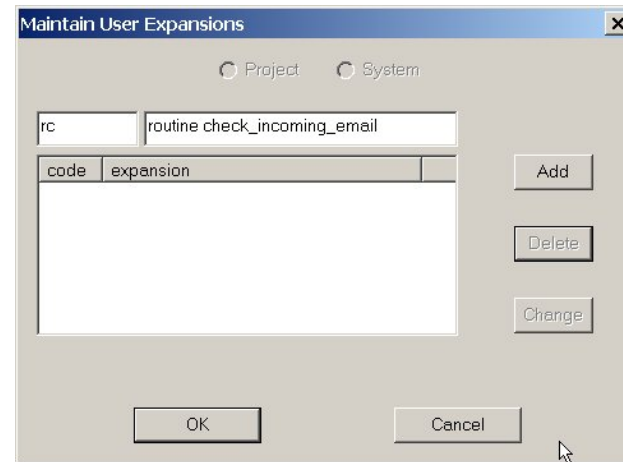 Maintain User Expansions
Project System
rc routine check_incoming_email
code expansion
Add
Delete
Change
OK Cancel